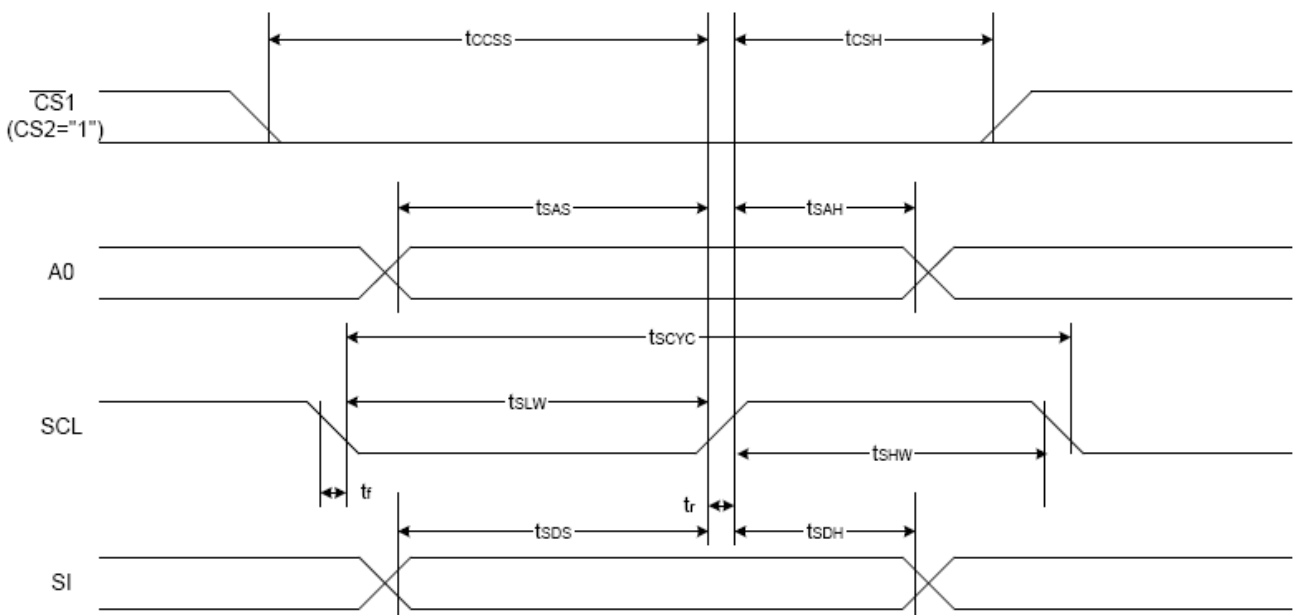 tCCSS
tCSH
CS1
(CS2="1")
tSAS
tSAH
A0
tSCYC
tSLW
SCL
tSHW
tf
tr
tSDS
tSDH
SI